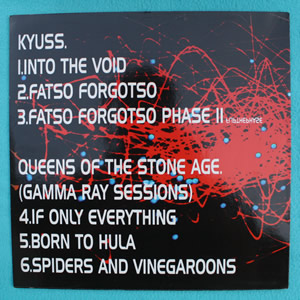 KYUSS.
1.INTO THE VOID
2.FATSO FORGOTSO
3.FATSO FORGOTSO PHASE II
QUEENS OF THE STONE AGE.
(GAMMA RAY SESSIONS)
4.IF ONLY EVERYTHING
5.BORN TO HULA
6.SPIDERS AND VINEGAROONS